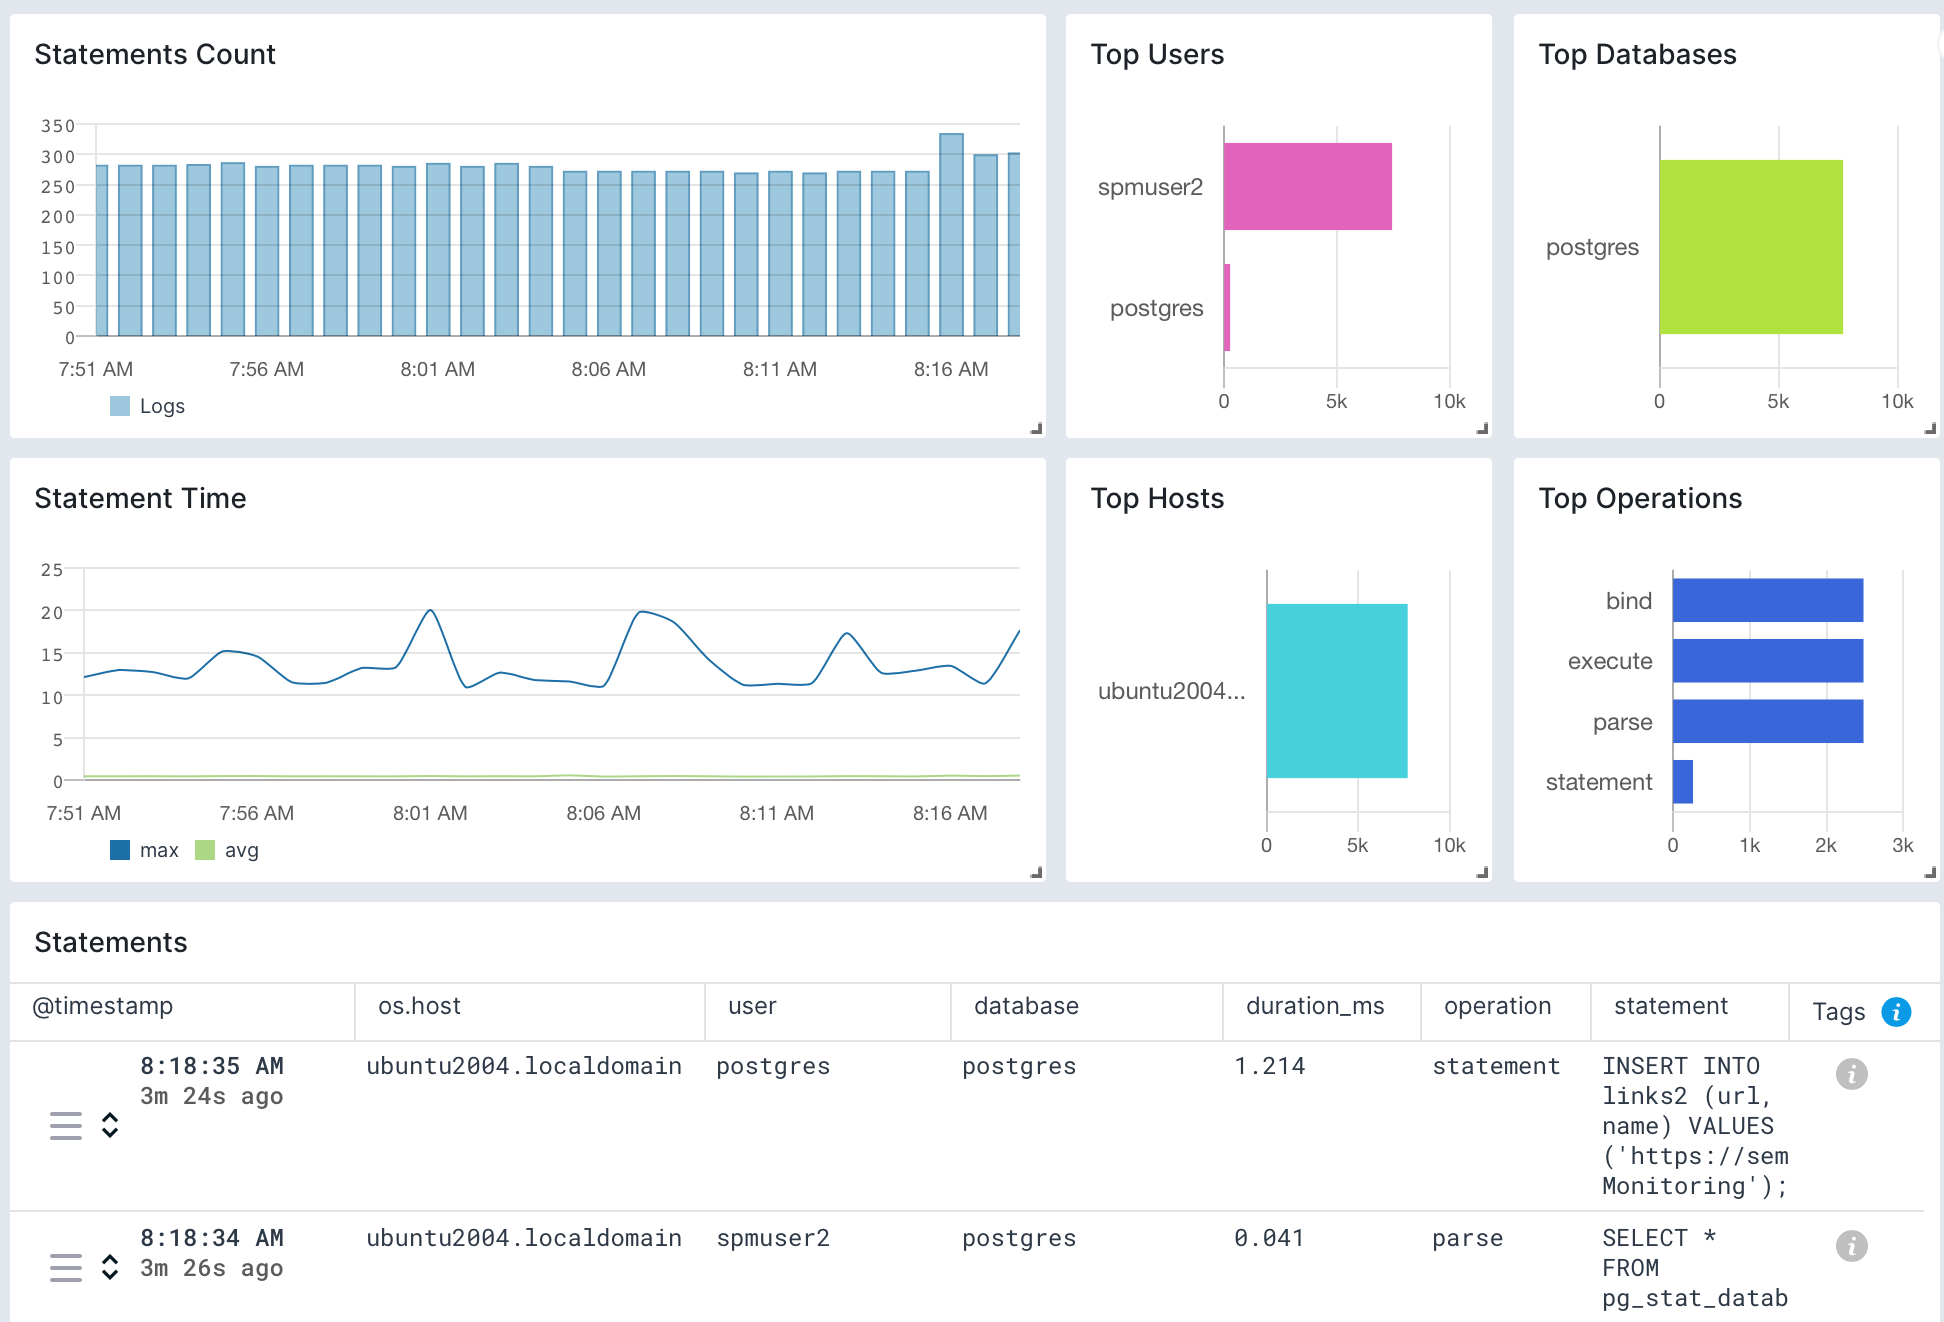 Statements Count
350
300
250
200
150
100
50
0
7:51 AM 7:56 AM 8:01 AM 8:06 AM 8:11 AM 8:16 AM
Logs
Top Users
spmuser2
postgres
0 5k 10k
Top Databases
postgres
0 5k 10k
Statement Time
25
20
15
10
5
0
7:51 AM 7:56 AM 8:01 AM 8:06 AM 8:11 AM 8:16 AM
max avg
Top Hosts
ubuntu2004...
0 5k 10k
Top Operations
bind
execute
parse
statement
0 1k 2k 3k
Statements
@timestamp os.host user database duration_ms operation statement Tags i
8:18:35 AM ubuntu2004.localdomain postgres postgres 1.214 statement INSERT INTO i
3m 24s ago links2 (url,
name) VALUES
('https://sem
Monitoring');
8:18:34 AM ubuntu2004.localdomain spmuser2 postgres 0.041 parse SELECT * i
3m 26s ago FROM
pg_stat_datab